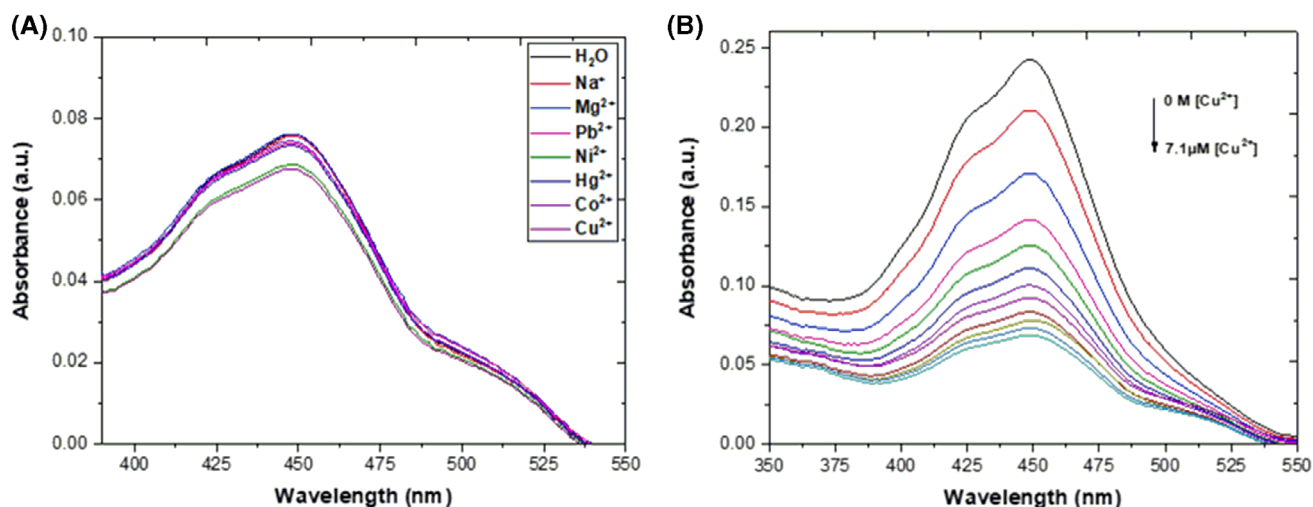 (A)
0.10
0.08
0.06
0.04
0.02
0.00
Absorbance (a.u.)
400 425 450 475 500 525 550
Wavelength (nm)
H₂O
Na⁺
Mg²⁺
Pb²⁺
Ni²⁺
Hg²⁺
Co²⁺
Cu²⁺
(B)
0.25
0.20
0.15
0.10
0.05
0.00
Absorbance (a.u.)
350 375 400 425 450 475 500 525 550
Wavelength (nm)
0 M [Cu²⁺]
7.1µM [Cu²⁺]